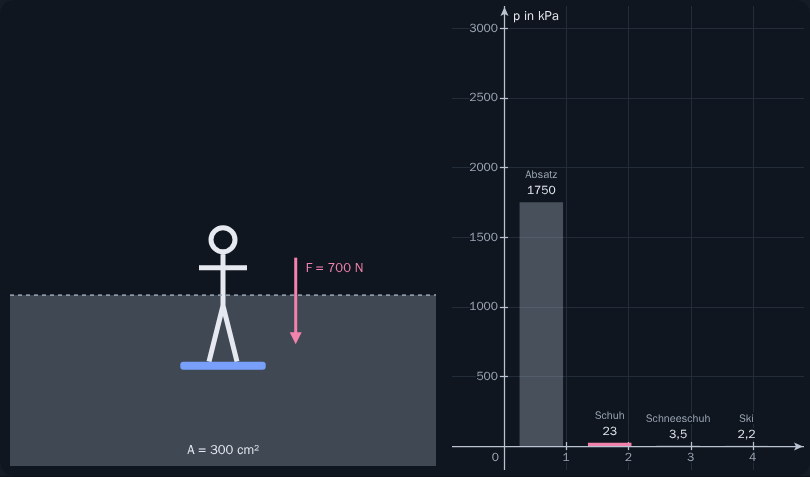 F = 700 N
A = 300 cm²
p in kPa
3000
2500
2000
1500
1000
500
0
1
2
3
4
Absatz
1750
Schuh
23
Schneeschuh
3,5
Ski
2,2